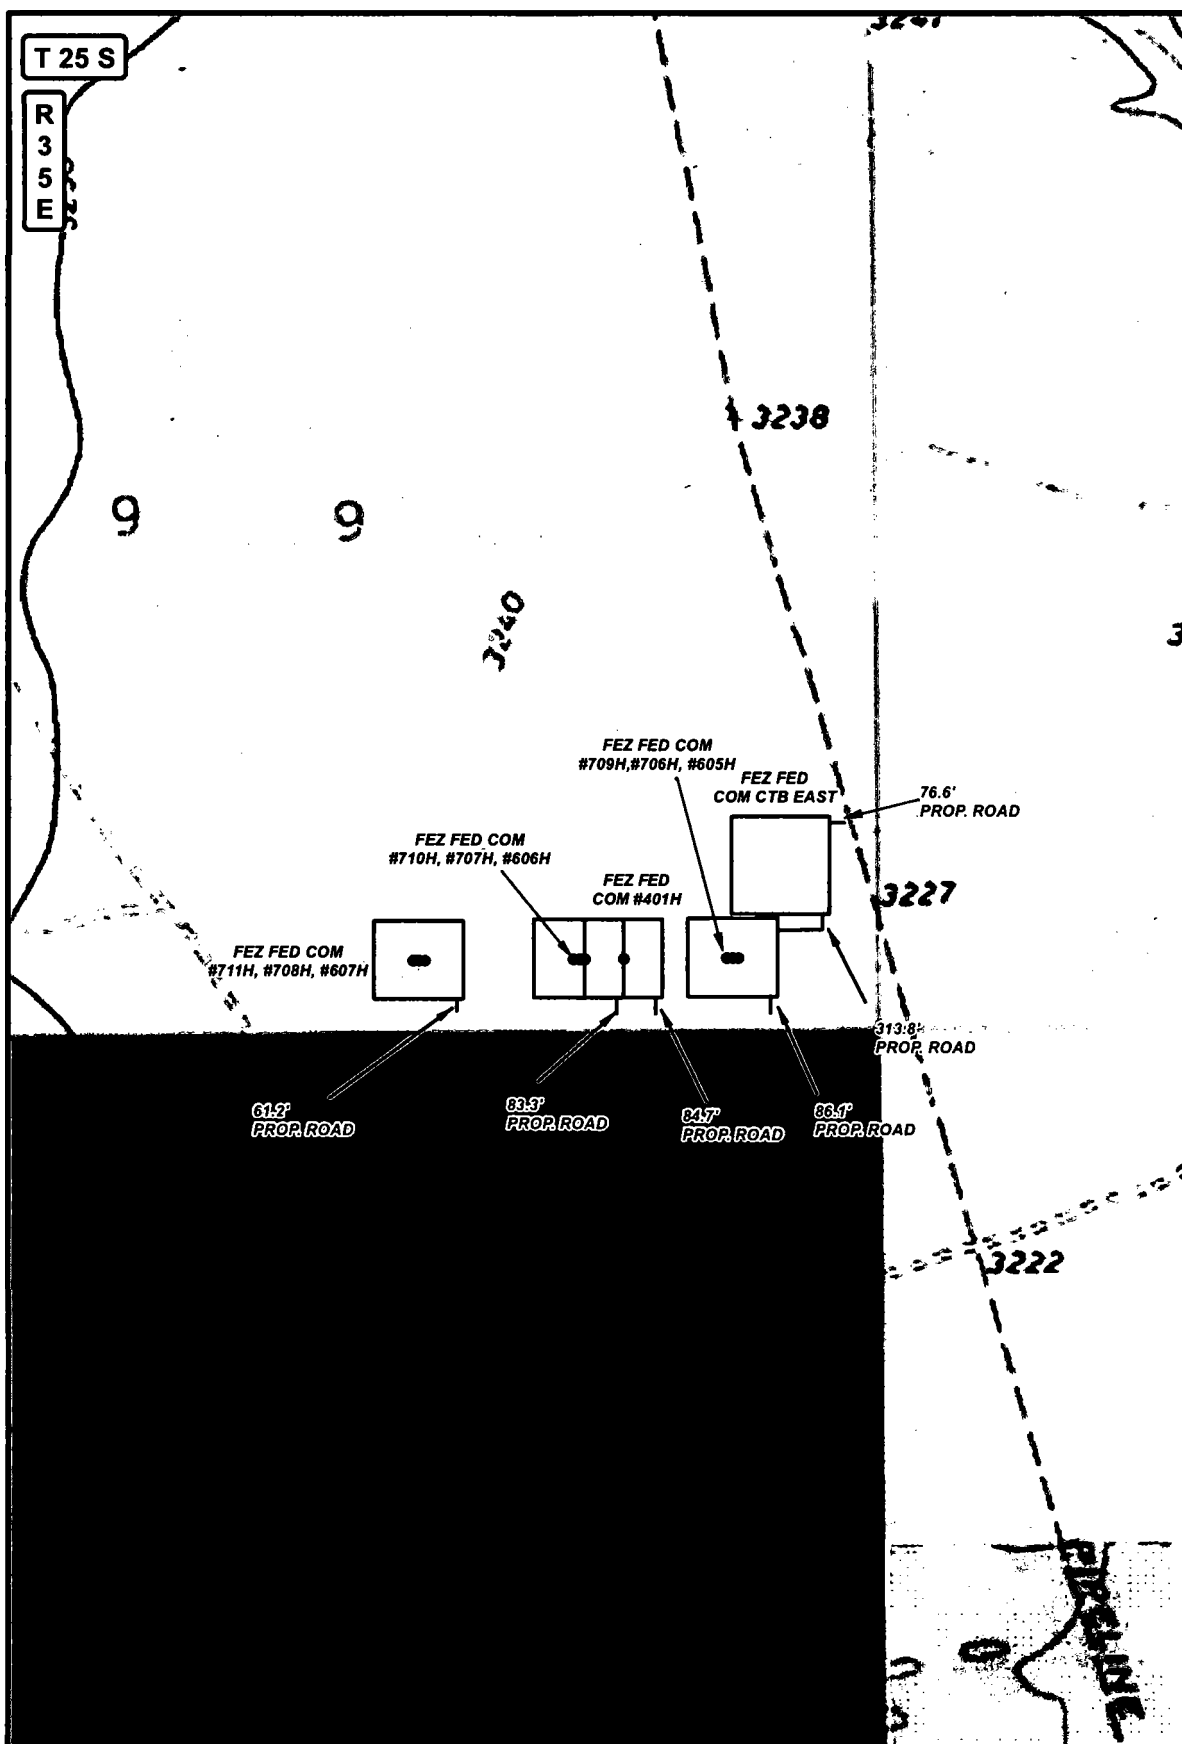 T 25 S
R
3
5
E
3238
9
9
3240
FEZ FED COM
#709H,#706H, #605H
FEZ FED
COM CTB EAST
76.6'
PROP. ROAD
FEZ FED COM
#710H, #707H, #606H
FEZ FED
COM #401H
3227
FEZ FED COM
#711H, #708H, #607H
313.8'
PROP. ROAD
61.2'
PROP. ROAD
83.3'
PROP. ROAD
84.7'
PROP. ROAD
86.1'
PROP. ROAD
3222
PIPELINE